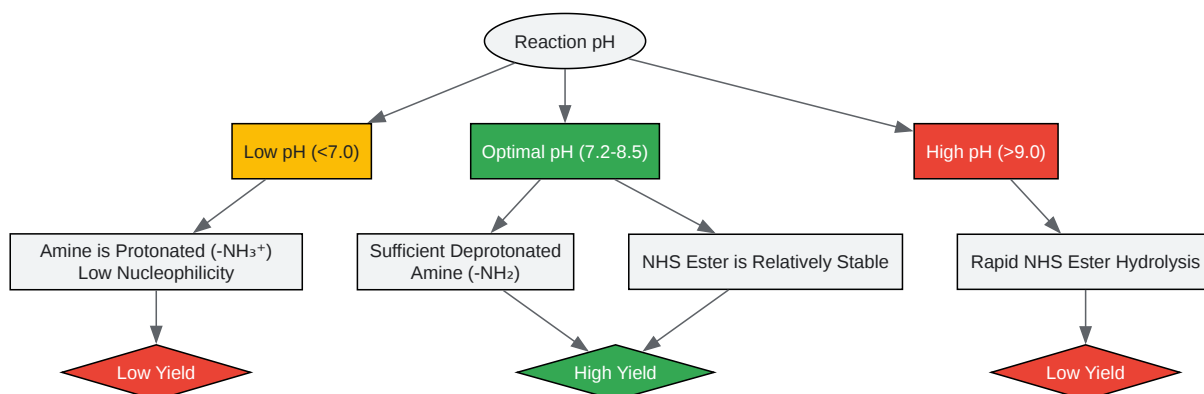 Reaction pH
Low pH (<7.0)
Optimal pH (7.2-8.5)
High pH (>9.0)
Amine is Protonated (-NH₃⁺)
Low Nucleophilicity
Sufficient Deprotonated
Amine (-NH₂)
NHS Ester is Relatively Stable
Rapid NHS Ester Hydrolysis
Low Yield
High Yield
Low Yield